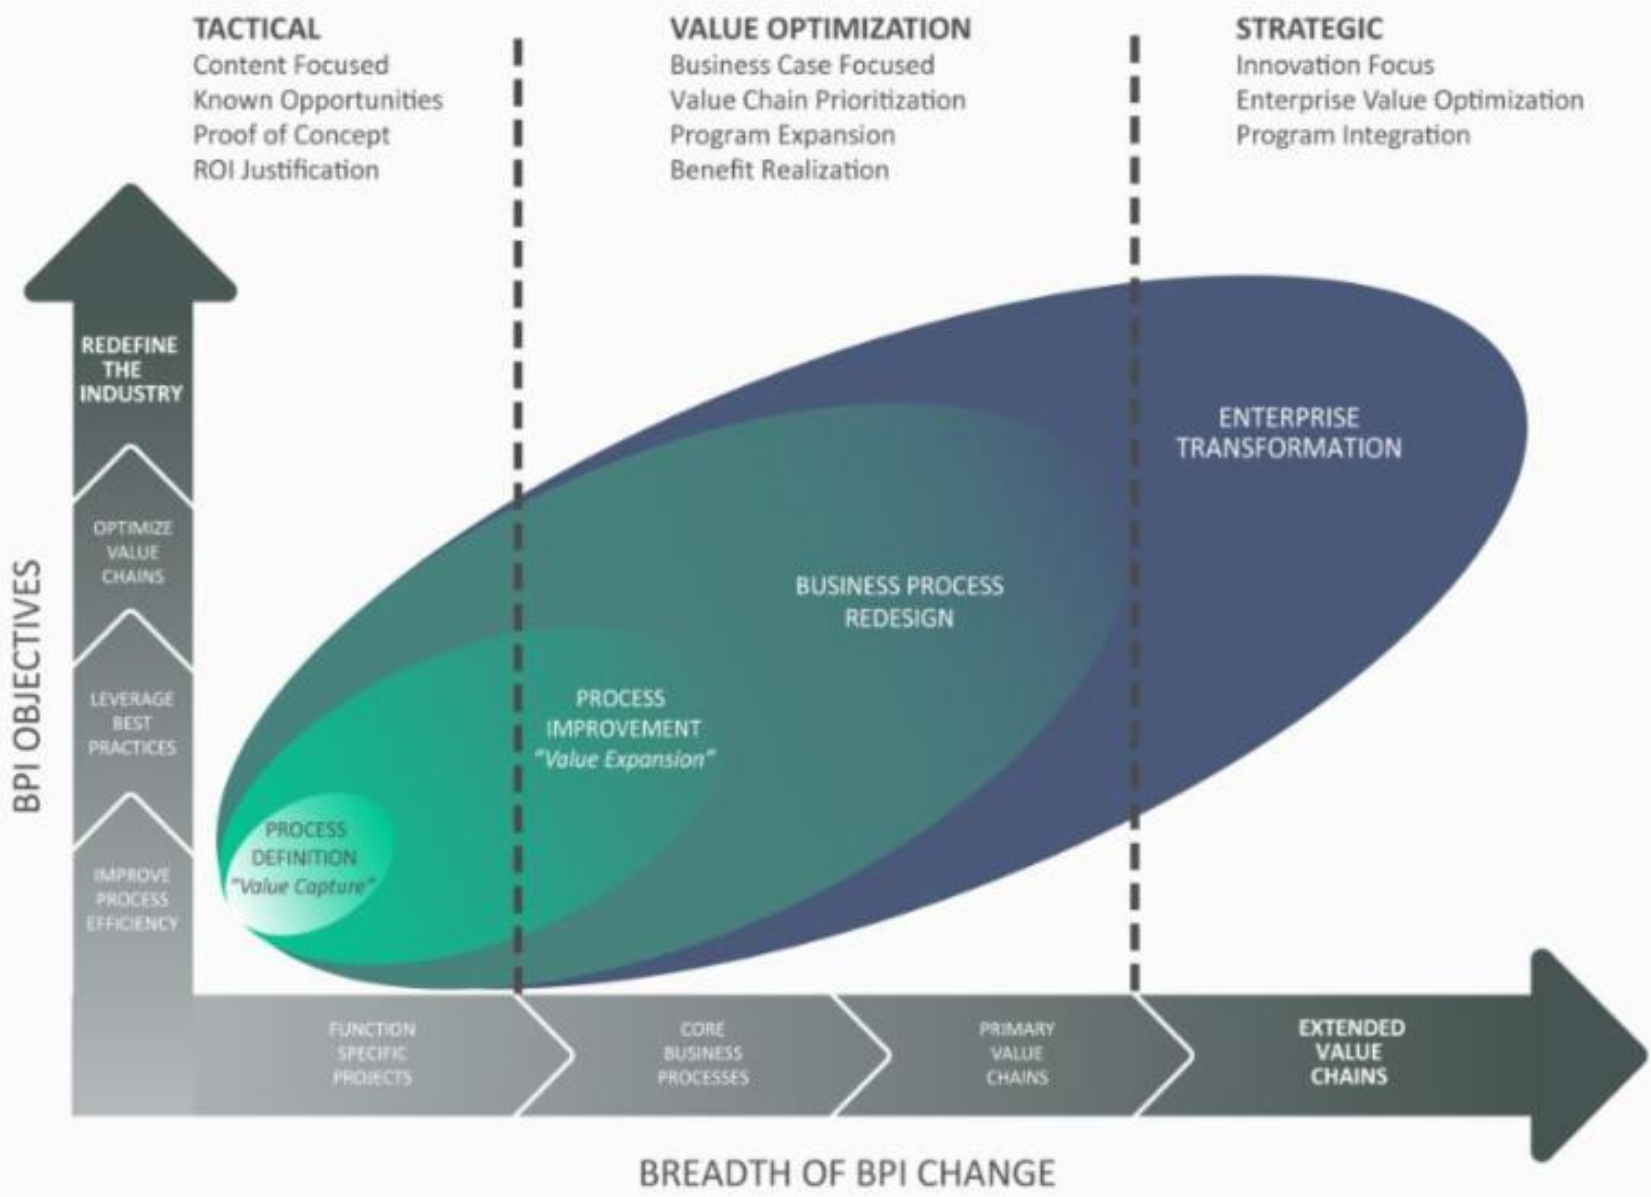 TACTICAL
Content Focused
Known Opportunities
Proof of Concept
ROI Justification
VALUE OPTIMIZATION
Business Case Focused
Value Chain Prioritization
Program Expansion
Benefit Realization
STRATEGIC
Innovation Focus
Enterprise Value Optimization
Program Integration
BPI OBJECTIVES
REDEFINE
THE
INDUSTRY
OPTIMIZE
VALUE
CHAINS
LEVERAGE
BEST
PRACTICES
IMPROVE
PROCESS
EFFICIENCY
ENTERPRISE
TRANSFORMATION
BUSINESS PROCESS
REDESIGN
PROCESS
IMPROVEMENT
"Value Expansion"
PROCESS
DEFINITION
"Value Capture"
FUNCTION
SPECIFIC
PROJECTS
CORE
BUSINESS
PROCESSES
PRIMARY
VALUE
CHAINS
EXTENDED
VALUE
CHAINS
BREADTH OF BPI CHANGE